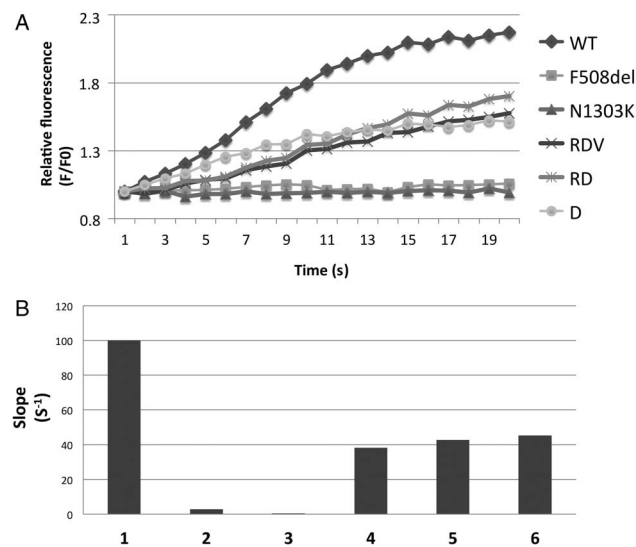 A
Relative fluorescence
(F/F0)
2.3
1.8
1.3
0.8
1 3 5 7 9 11 13 15 17 19
Time (s)
WT
F508del
N1303K
RDV
RD
D
B
Slope
(S-1)
120
100
80
60
40
20
0
1 2 3 4 5 6